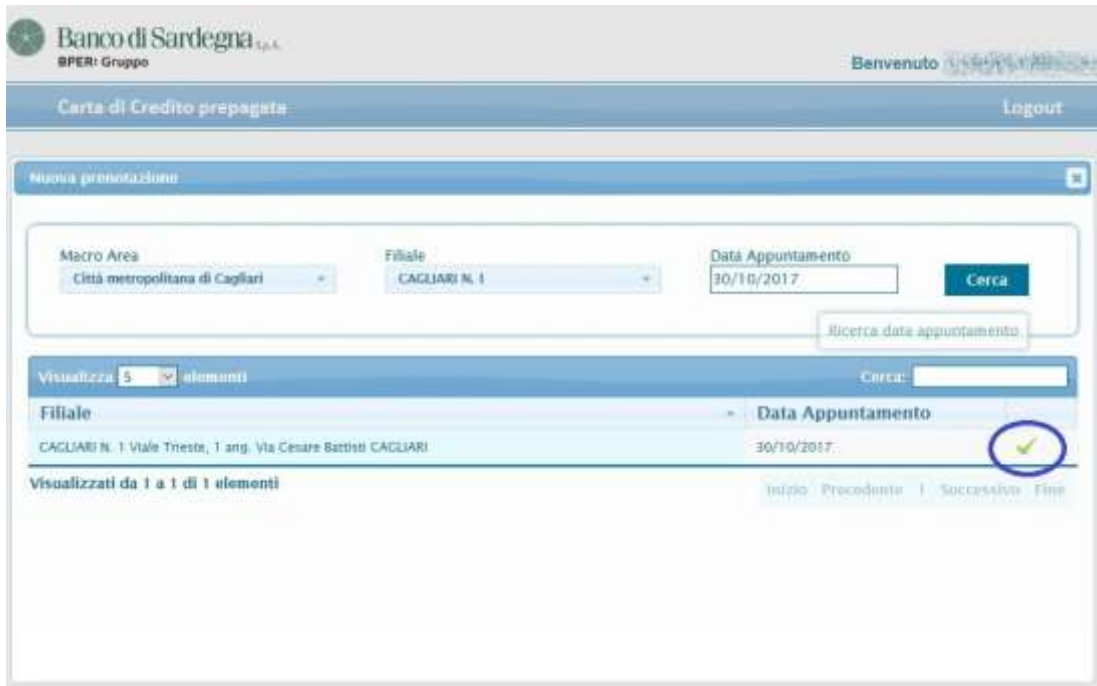 Banco di Sardegna S.p.A.
BPER: Gruppo
Benvenuto
Carta di Credito prepagata
Logout
Nuova prenotazione
Macro Area
Filiale
Data Appuntamento
Città metropolitana di Cagliari
CAGLIARI N. 1
30/10/2017
Cerca
Ricerca data appuntamento
Visualizza 5 elementi
Cerca:
Filiale
Data Appuntamento
CAGLIARI N. 1 Viale Trieste, 1 ang. Via Cesare Battisti CAGLIARI
30/10/2017
Visualizzati da 1 a 1 di 1 elementi
Inizio Precedente 1 Successivo Fine